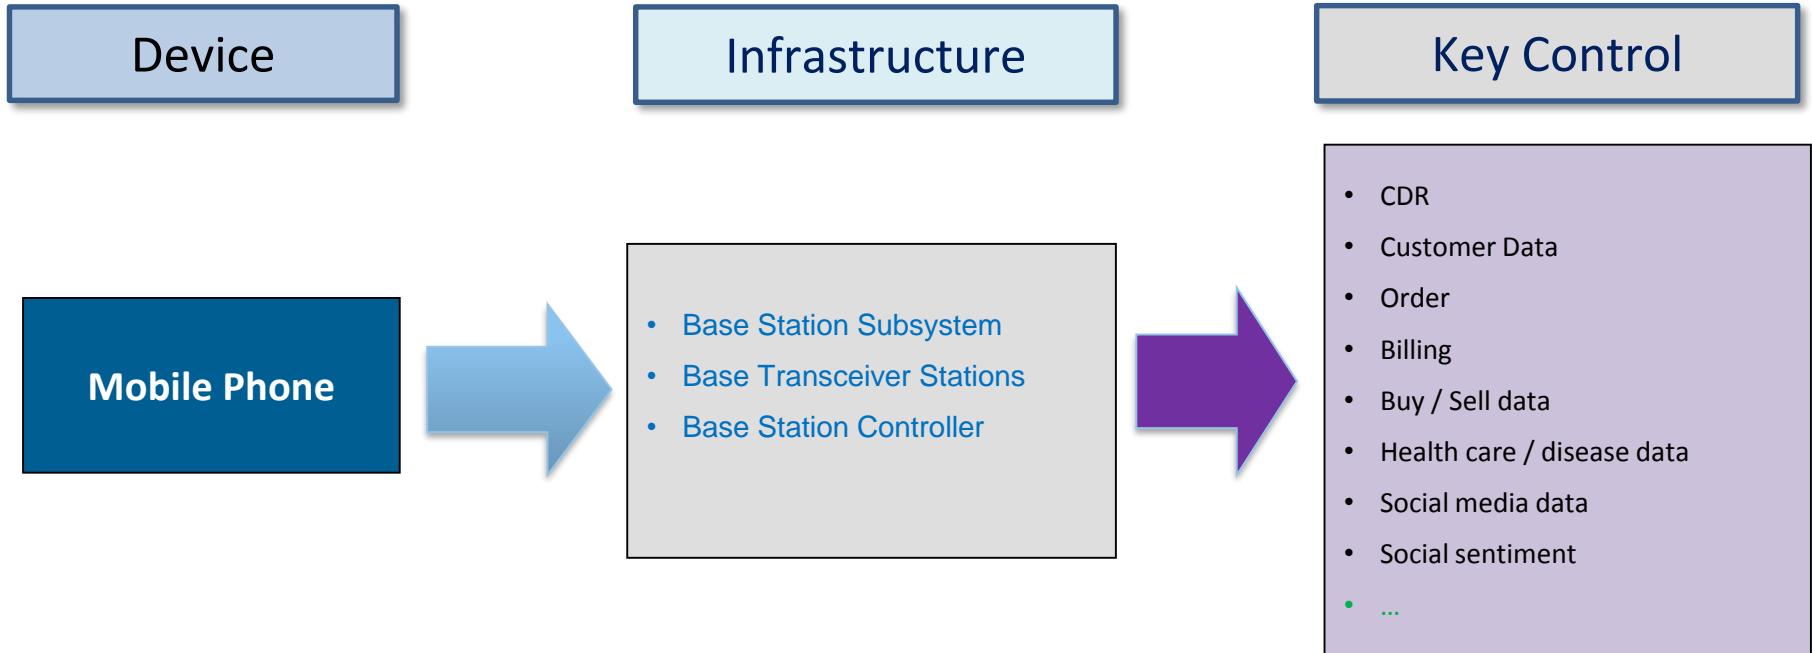 Device
Infrastructure
Key Control
Mobile Phone
• Base Station Subsystem
• Base Transceiver Stations
• Base Station Controller
• CDR
• Customer Data
• Order
• Billing
• Buy / Sell data
• Health care / disease data
• Social media data
• Social sentiment
• ...